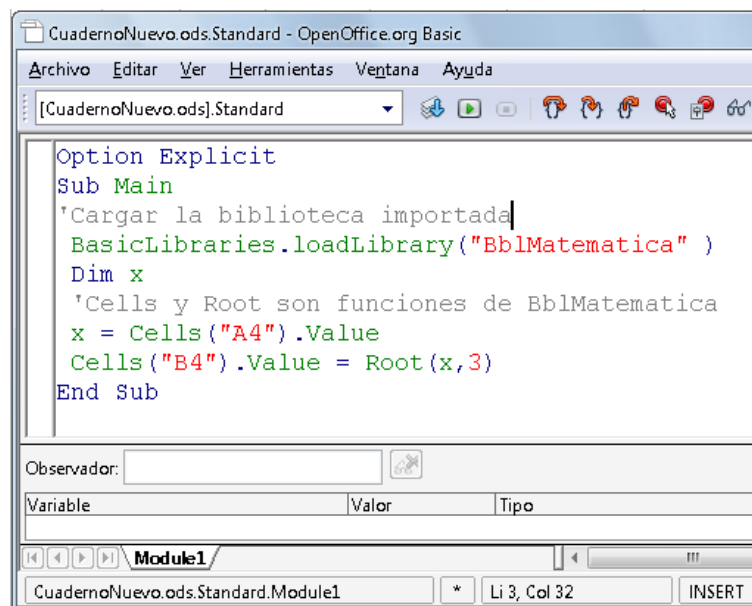 CuadernoNuevo.ods.Standard - OpenOffice.org Basic
Archivo Editar Ver Herramientas Ventana Ayuda
[CuadernoNuevo.ods].Standard
Option Explicit
Sub Main
'Cargar la biblioteca importada
BasicLibraries.loadLibrary("BblMatematica" )
Dim x
'Cells y Root son funciones de BblMatematica
x = Cells("A4").Value
Cells("B4").Value = Root(x,3)
End Sub
Observador:
Variable Valor Tipo
Module1
CuadernoNuevo.ods.Standard.Module1 * Li 3, Col 32 INSERT